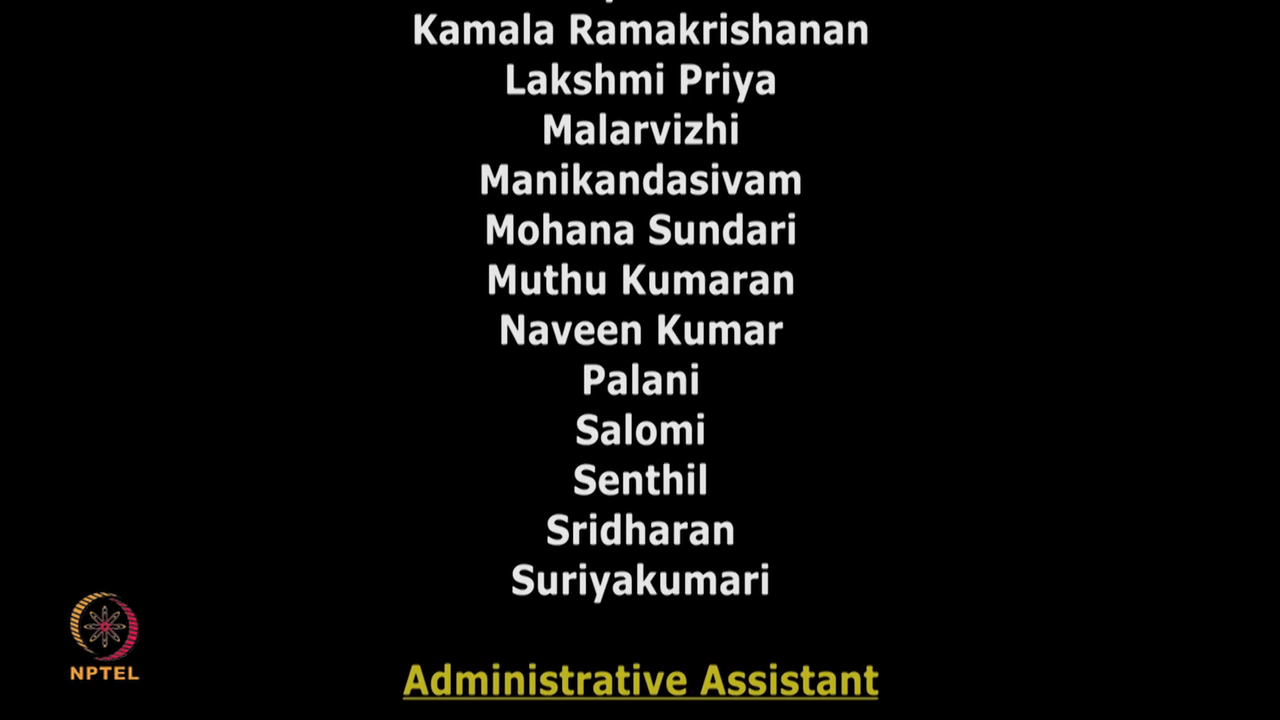 Kamala Ramakrishanan
Lakshmi Priya
Malarvizhi
Manikandasivam
Mohana Sundari
Muthu Kumaran
Naveen Kumar
Palani
Salomi
Senthil
Sridharan
Suriyakumari
NPTEL
Administrative Assistant